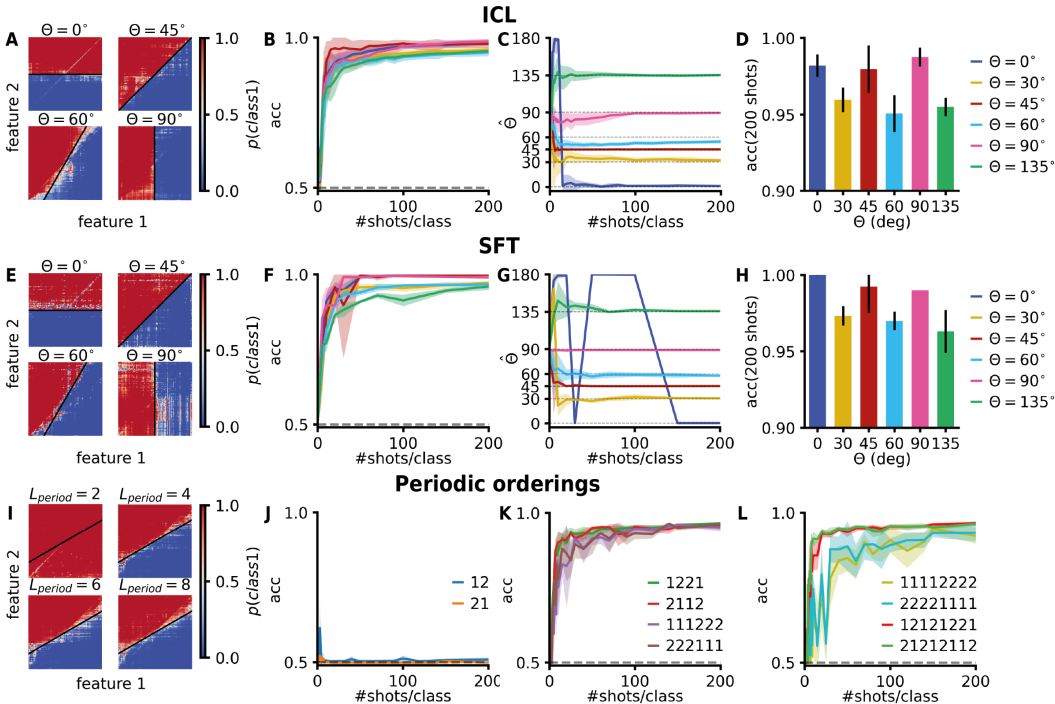 ICL
A
Θ = 0°
Θ = 45°
Θ = 60°
Θ = 90°
feature 2
feature 1
1.0
0.5
0.0
p(class1)
B
1.0
0.5
acc
0
100
200
#shots/class
C
180
135
90
60
45
30
0
Θ̂
0
100
200
#shots/class
D
1.00
0.95
0.90
acc(200 shots)
0
30
45
60
90
135
Θ (deg)
Θ = 0°
Θ = 30°
Θ = 45°
Θ = 60°
Θ = 90°
Θ = 135°
SFT
E
Θ = 0°
Θ = 45°
Θ = 60°
Θ = 90°
feature 2
feature 1
1.0
0.5
0.0
p(class1)
F
1.0
0.5
acc
0
100
200
#shots/class
G
180
135
90
60
45
30
0
Θ̂
0
100
200
#shots/class
H
1.00
0.95
0.90
acc(200 shots)
0
30
45
60
90
135
Θ (deg)
Θ = 0°
Θ = 30°
Θ = 45°
Θ = 60°
Θ = 90°
Θ = 135°
Periodic orderings
I
L_period = 2
L_period = 4
L_period = 6
L_period = 8
feature 2
feature 1
1.0
0.5
0.0
p(class1)
J
1.0
0.5
acc
12
21
0
100
200
#shots/class
K
1.0
0.5
acc
1221
2112
111222
222111
0
100
200
#shots/class
L
1.0
0.5
acc
11112222
22221111
12121221
21212112
0
100
200
#shots/class